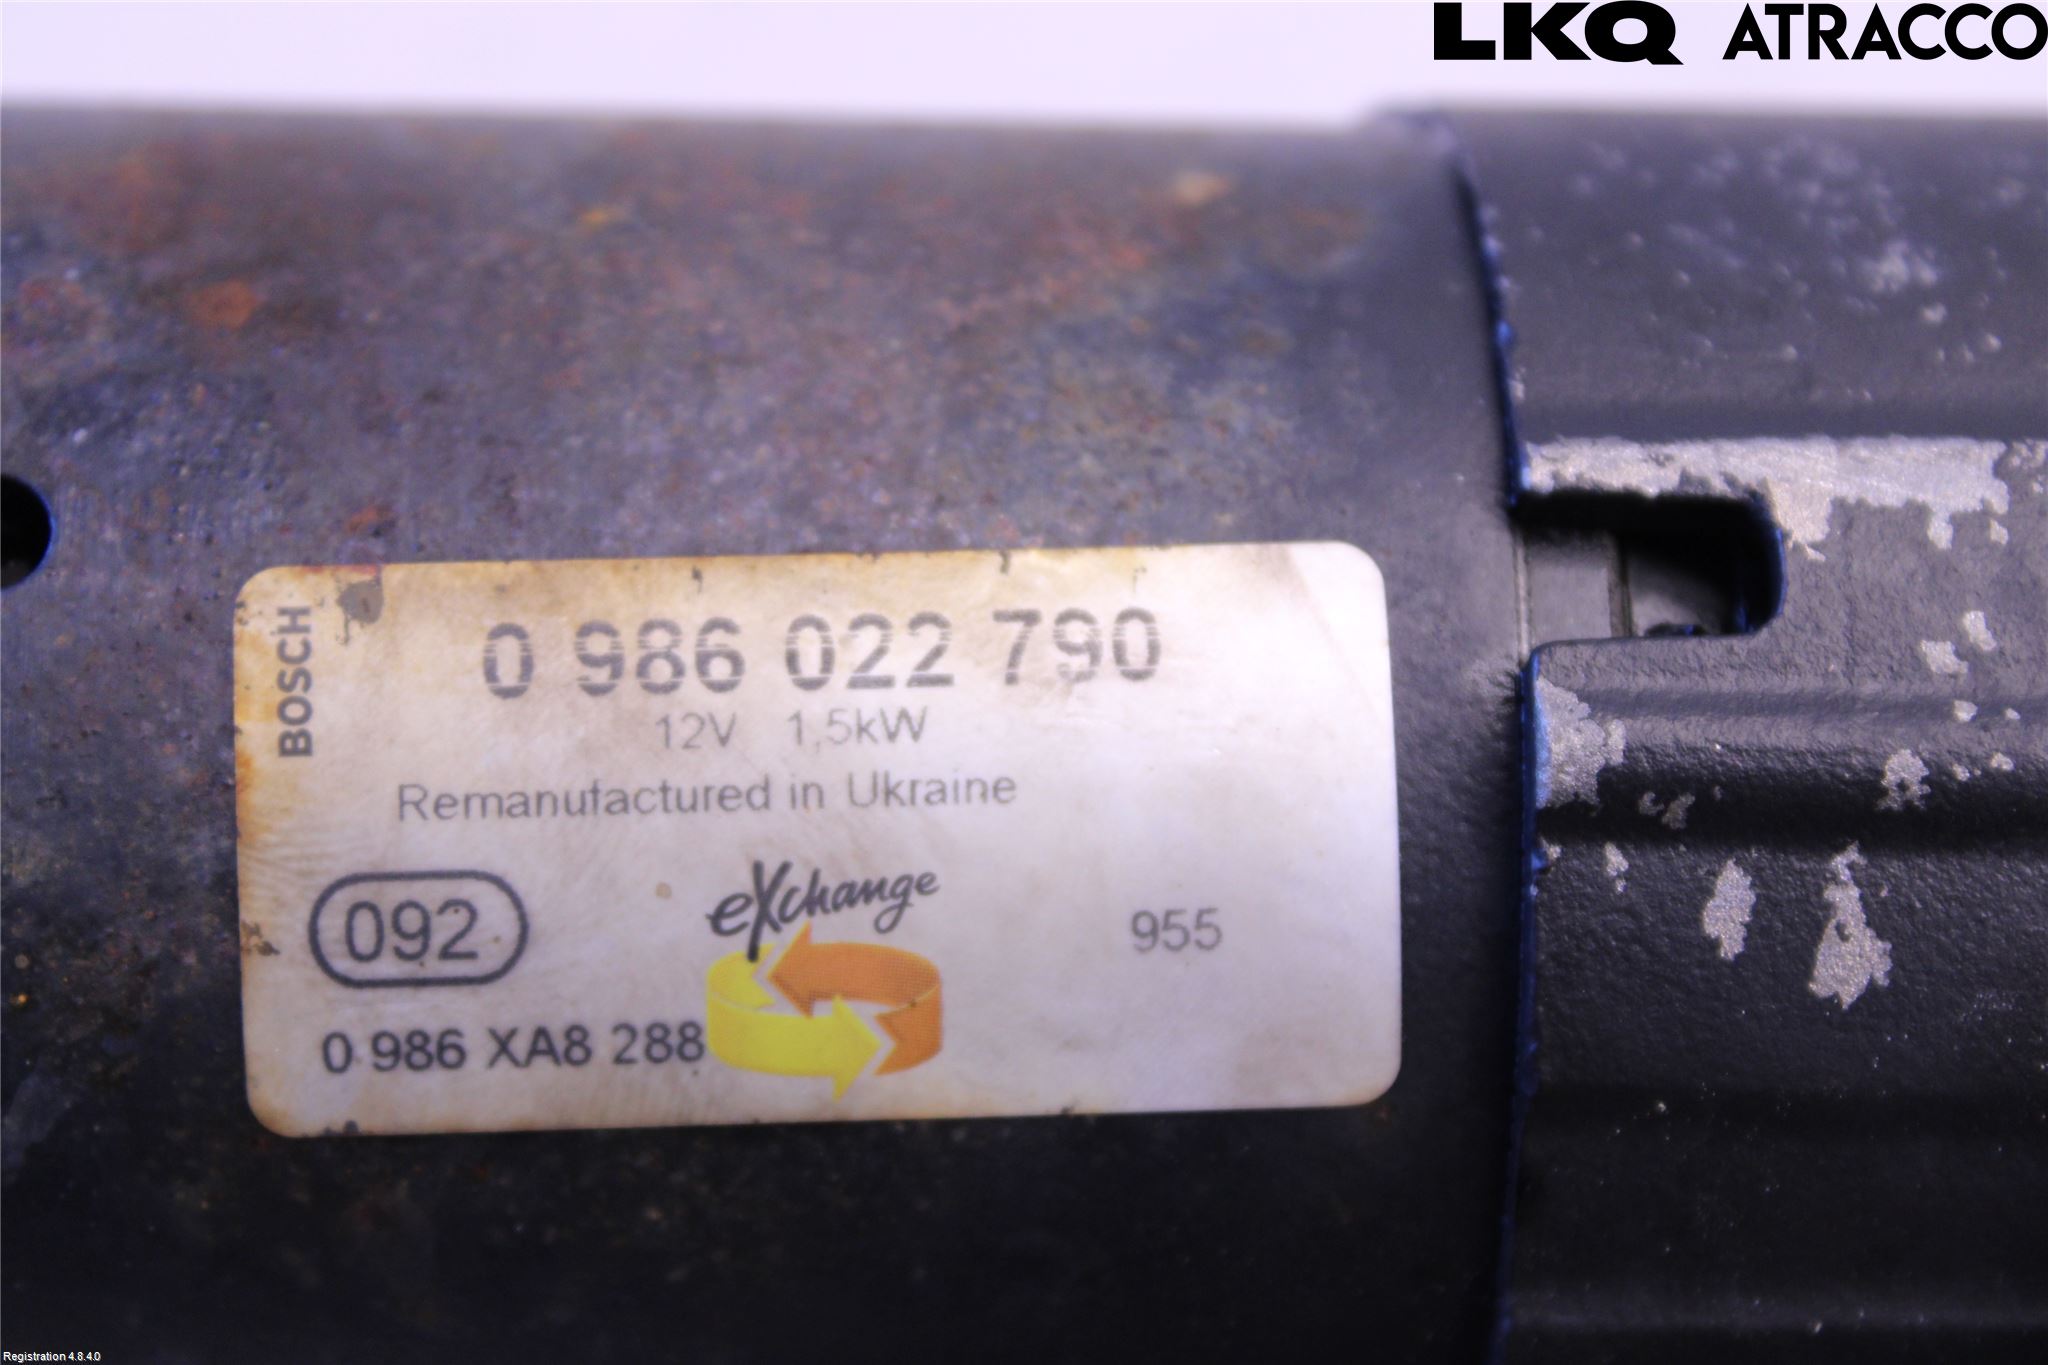 LKQ ATRACCO
BOSCH
0 986 022 790
12V 1,5kW
Remanufactured in Ukraine
092
eXchange
955
0 986 XA8 288
Registration 4.8.4.0